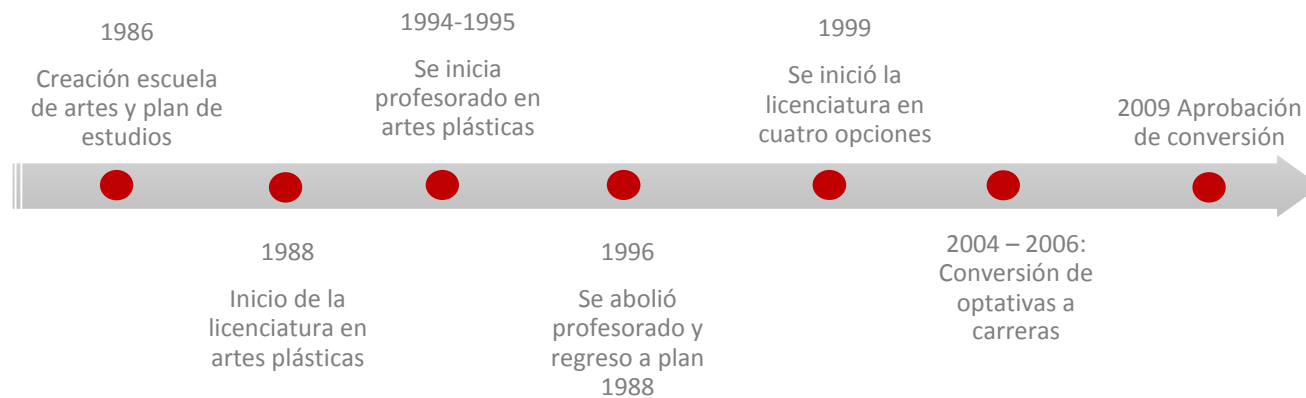 1986
Creación escuela
de artes y plan de
estudios
1988
Inicio de la
licenciatura en
artes plásticas
1994-1995
Se inicia
profesorado en
artes plásticas
1996
Se abolió
profesorado y
regreso a plan
1988
1999
Se inició la
licenciatura en
cuatro opciones
2004 – 2006:
Conversión de
optativas a
carreras
2009 Aprobación
de conversión